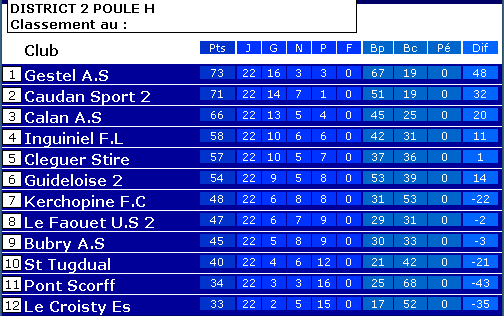 DISTRICT 2 POULE H
Classement au :
Club Pts J G N P F Bp Bc Pé Dif
1 Gestel A.S 73 22 16 3 3 0 67 19 0 48
2 Caudan Sport 2 71 22 14 7 1 0 51 19 0 32
3 Calan A.S 66 22 13 5 4 0 45 25 0 20
4 Inguiniel F.L 58 22 10 6 6 0 42 31 0 11
5 Cleguer Stire 57 22 10 5 7 0 37 36 0 1
6 Guideloise 2 54 22 9 5 8 0 53 39 0 14
7 Kerchopine F.C 48 22 6 8 8 0 31 53 0 -22
8 Le Faouet U.S 2 47 22 6 7 9 0 29 31 0 -2
9 Bubry A.S 45 22 5 8 9 0 30 33 0 -3
10 St Tugdual 40 22 4 6 12 0 21 42 0 -21
11 Pont Scorff 34 22 3 3 16 0 25 68 0 -43
12 Le Croisty Es 33 22 2 5 15 0 17 52 0 -35